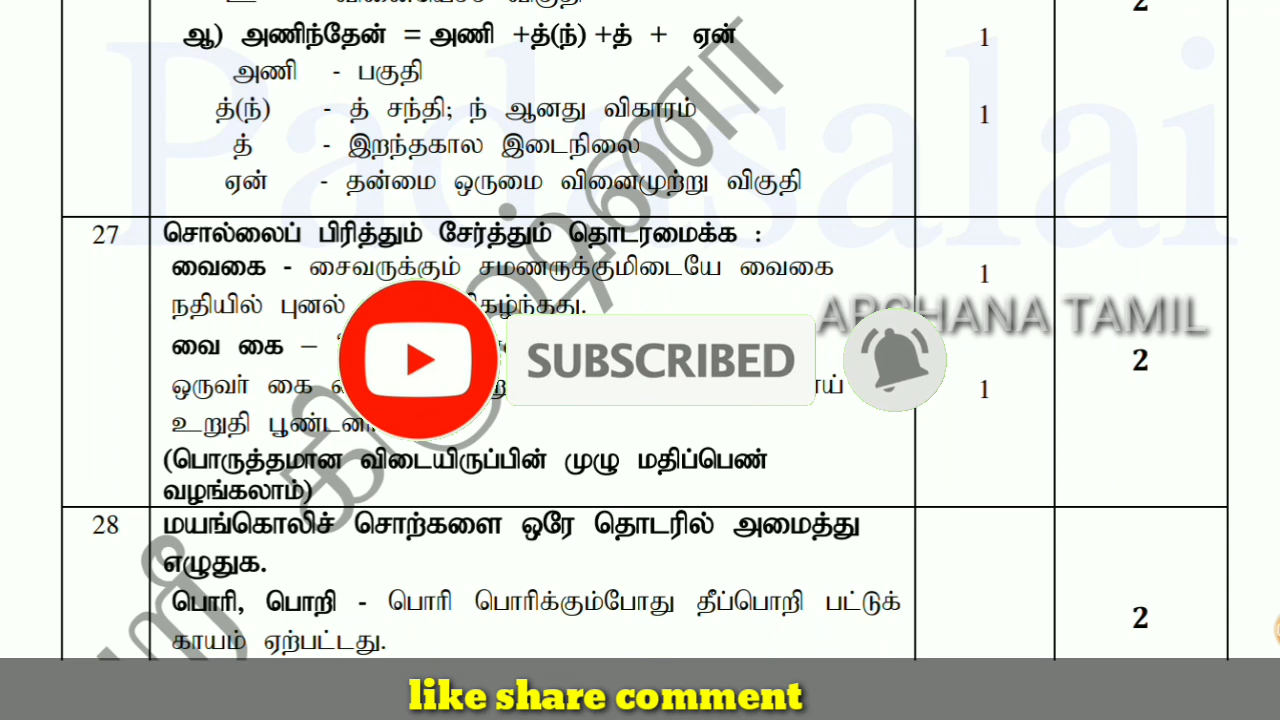 2
ஆ) அணிந்தேன் = அணி +த்(ந்) +த் + ஏன் 1
அணி - பகுதி
த்(ந்) - த் சந்தி; ந் ஆனது விகாரம் 1
த் - இறந்தகால இடைநிலை
ஏன் - தன்மை ஒருமை வினைமுற்று விகுதி
27 சொல்லைப் பிரித்தும் சேர்த்தும் தொடரமைக்க :
வைகை - சைவருக்கும் சமணருக்குமிடையே வைகை 1
நதியில் புனல்
ARCHANA TAMIL
வை கை – 2
SUBSCRIBED
ஒருவர் கை 1
உறுதி
(பொருத்தமான விடையிருப்பின் முழு மதிப்பெண்
வழங்கலாம்)
28 மயங்கொலிச் சொற்களை ஒரே தொடரில் அமைத்து
எழுதுக.
பொரி, பொறி - பொரி பொரிக்கும்போது தீப்பொறி பட்டுக் 2
காயம் ஏற்பட்டது.
like share comment
Padasalai